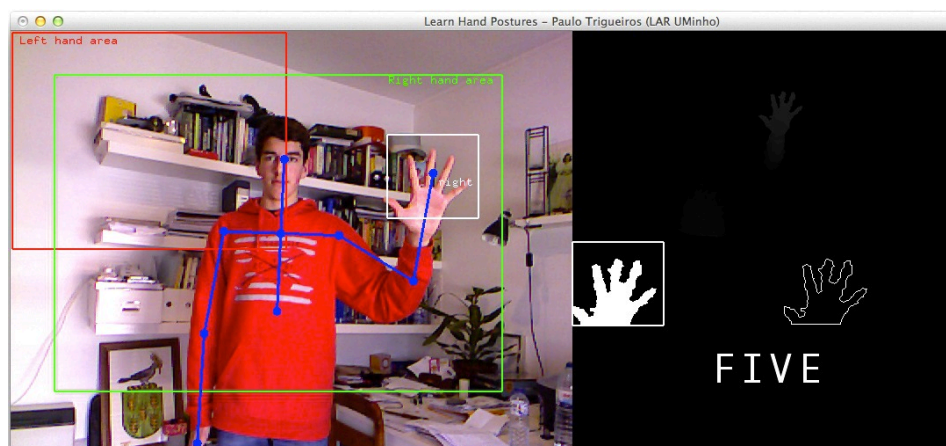 Learn Hand Postures – Paulo Trigueiros (LAR UMinho)
Left hand area
Right hand area
right
FIVE